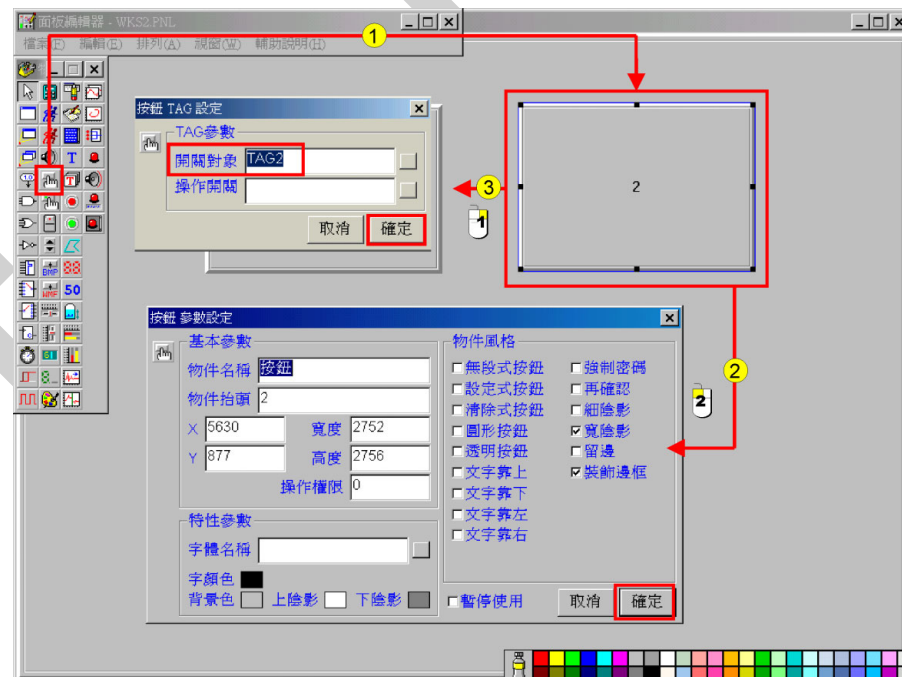 面板編輯器 - WKS2.PNL
檔案(F) 編輯(E) 排列(A) 視窗(W) 輔助說明(H)
1
按鈕 TAG 設定
TAG參數
開關對象 TAG2
操作開關
取消 確定
3
1
2
T
T
BMP 88
WMF 50
61
8
按鈕 參數設定
基本參數
物件名稱 按鈕
物件抬頭 2
X 5630 寬度 2752
Y 877 高度 2756
操作權限 0
特性參數
字體名稱
字顏色
背景色 上陰影 下陰影
物件風格
無段式按鈕 強制密碼
設定式按鈕 再確認
清除式按鈕 細陰影
圓形按鈕 寬陰影
透明按鈕 留邊
文字靠上 裝飾邊框
文字靠下
文字靠左
文字靠右
暫停使用 取消 確定
2
2